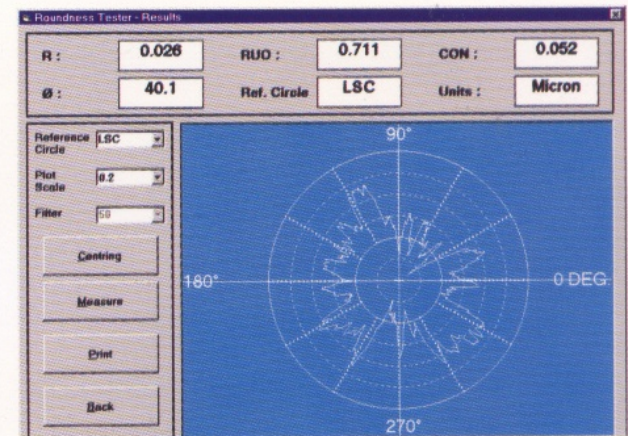 Roundness Tester - Results
R : 0.026 RUO : 0.711 CON : 0.052
Ø : 40.1 Ref. Circle LSC Units : Micron
Reference Circle LSC
Plot Scale 0.2
Filter 50
Centring
Measure
Print
Back
90°
180° 0 DEG.
270°